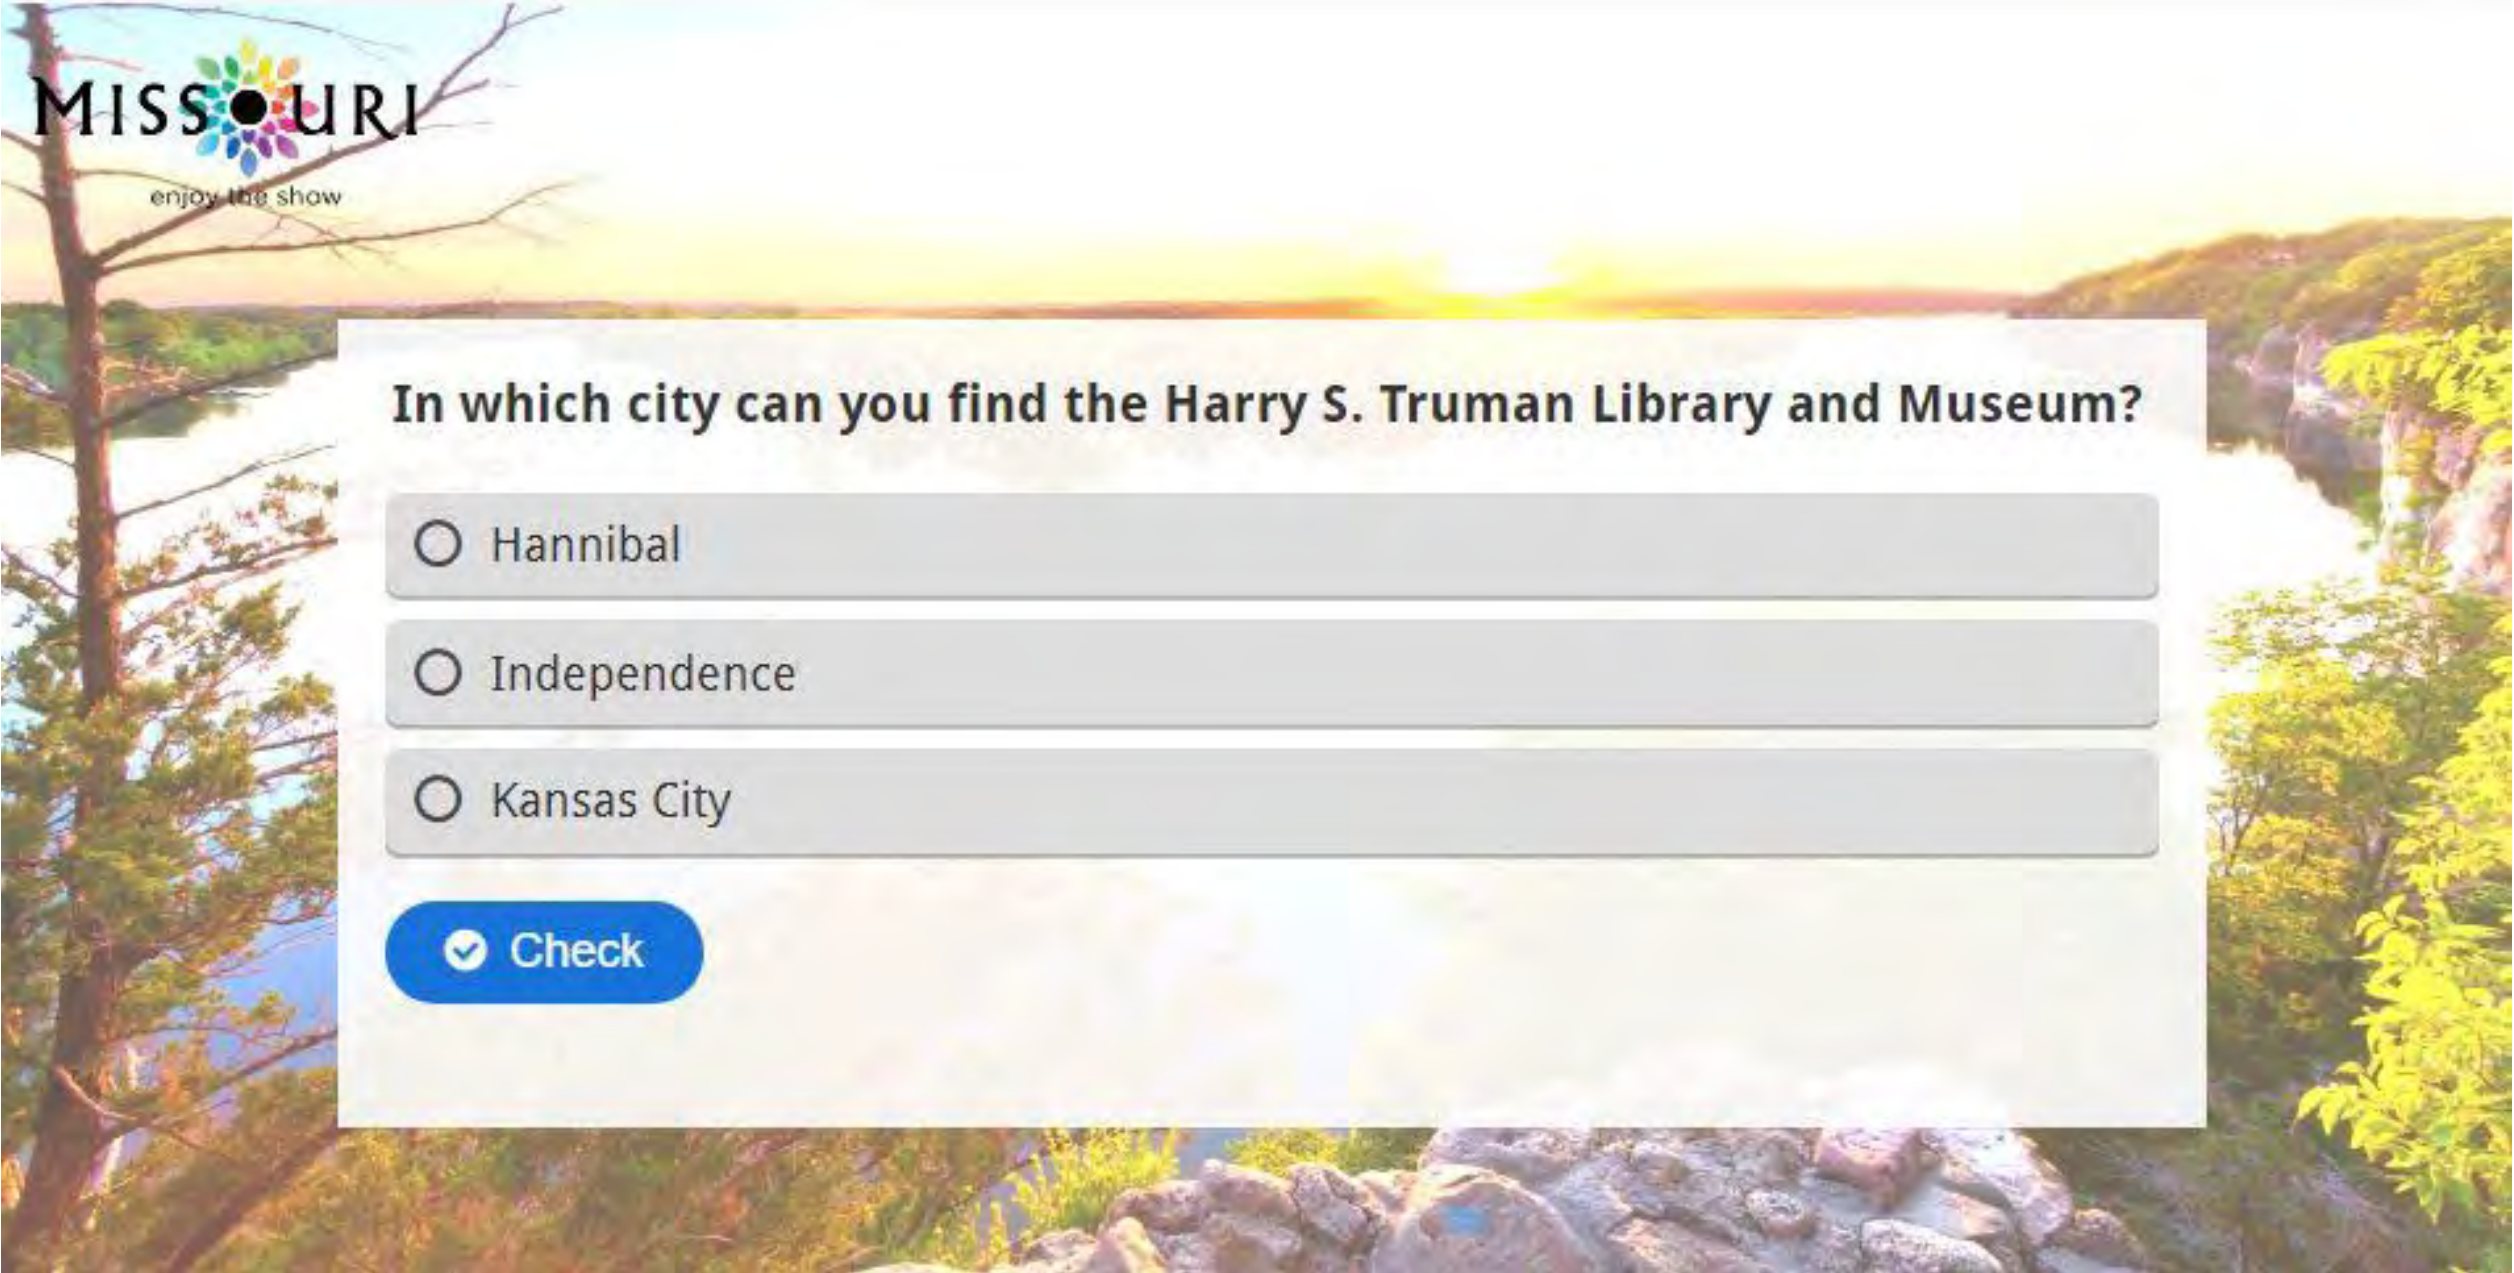 MISSOURI
enjoy the show
In which city can you find the Harry S. Truman Library and Museum?
Hannibal
Independence
Kansas City
Check